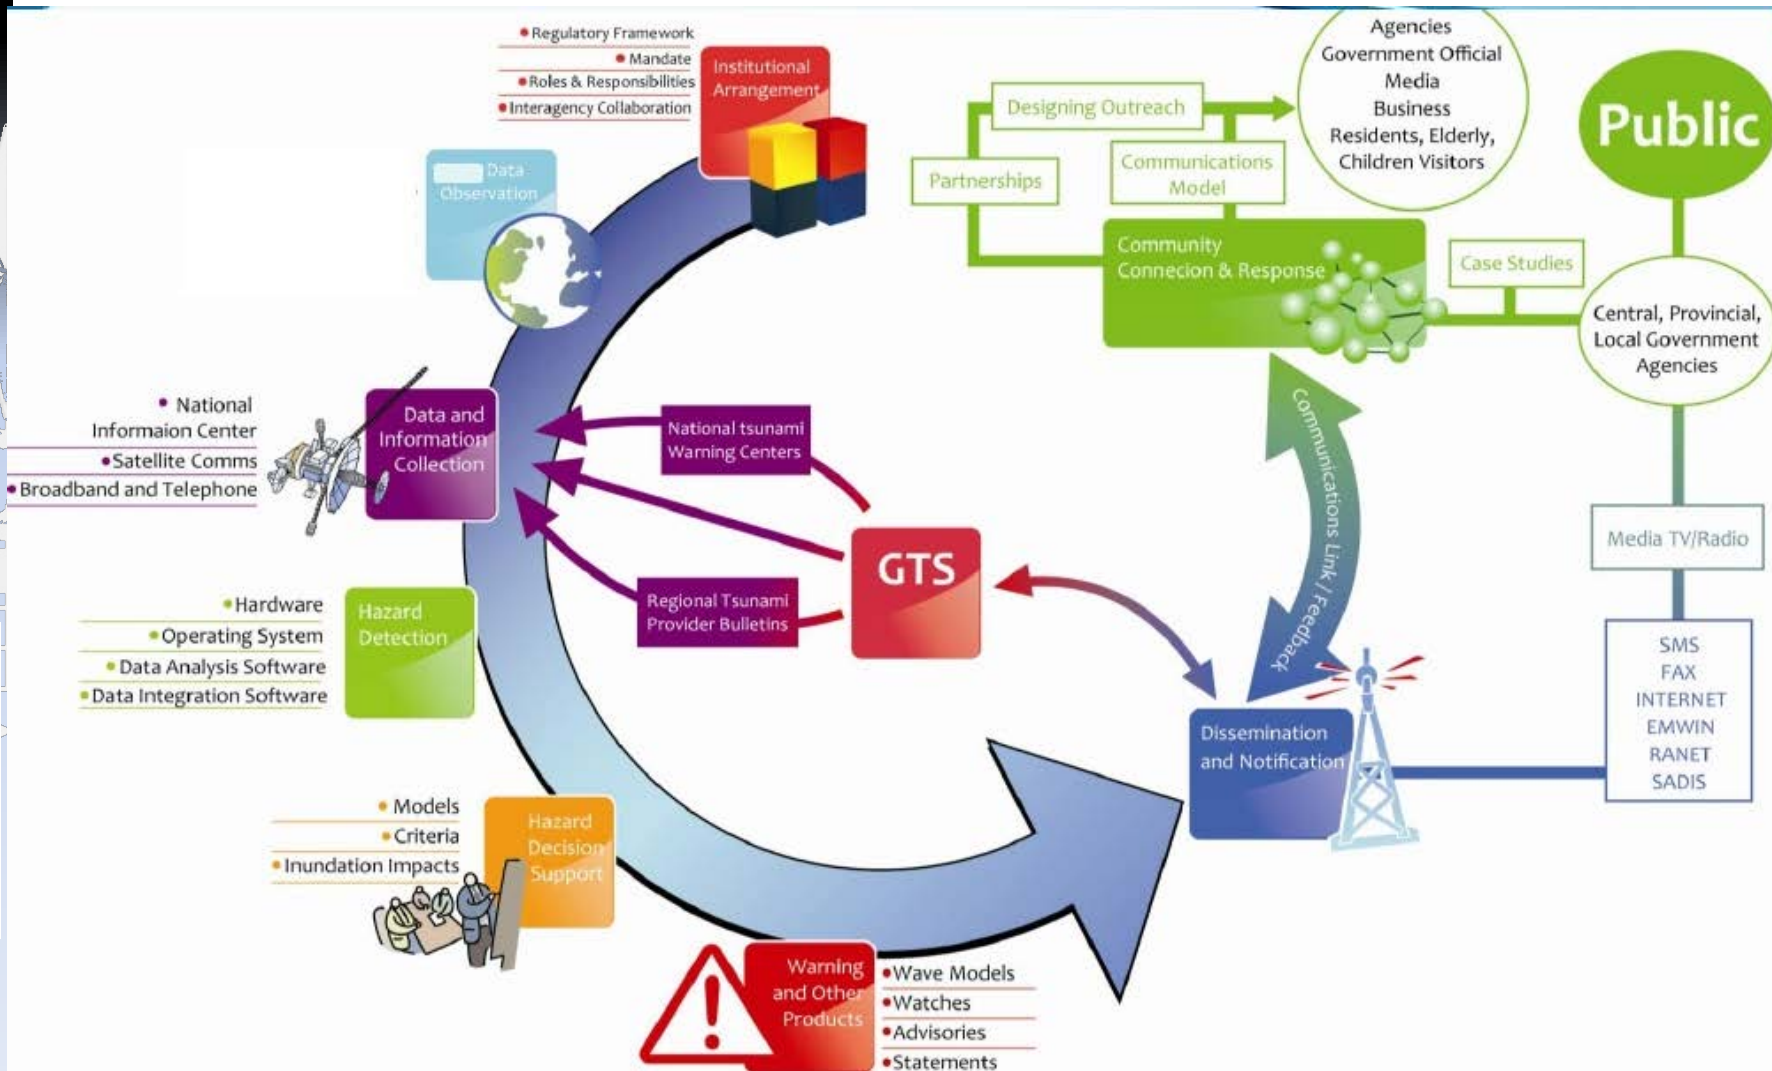 Regulatory Framework
Mandate
Roles & Responsibilities
Interagency Collaboration
Institutional
Arrangement
Data
Observation
National
Informaion Center
Satellite Comms
Broadband and Telephone
Data and
Information
Collection
National tsunami
Warning Centers
GTS
Regional Tsunami
Provider Bulletins
Hardware
Operating System
Data Analysis Software
Data Integration Software
Hazard
Detection
Models
Criteria
Inundation Impacts
Hazard
Decision
Support
Warning
and Other
Products
Wave Models
Watches
Advisories
Statements
Dissemination
and Notification
Communications Link / Feedback
Community
Connecion & Response
Partnerships
Designing Outreach
Communications
Model
Agencies
Government Official
Media
Business
Residents, Elderly,
Children Visitors
Case Studies
Public
Central, Provincial,
Local Government
Agencies
Media TV/Radio
SMS
FAX
INTERNET
EMWIN
RANET
SADIS